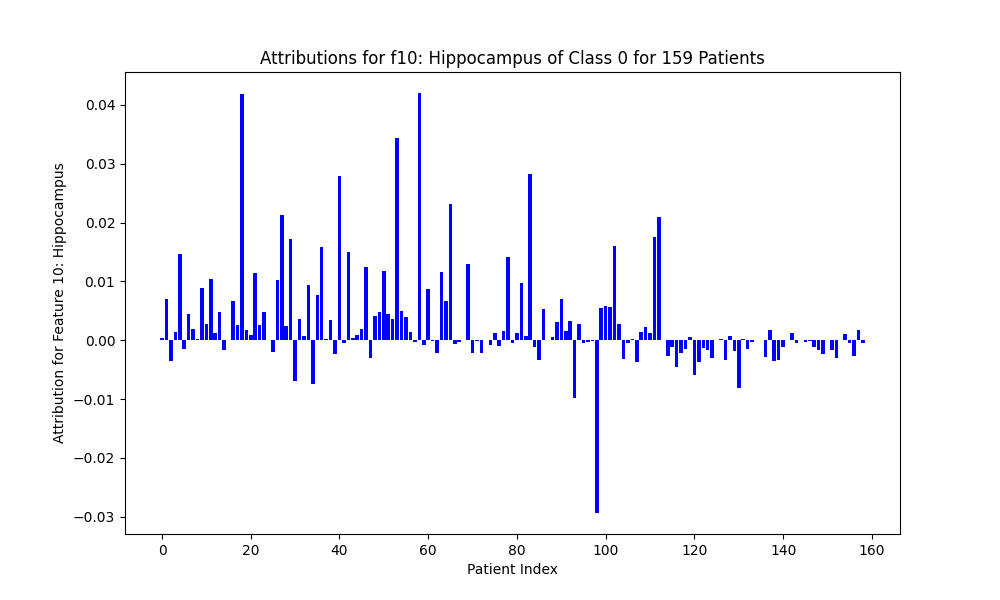 Attributions for f10: Hippocampus of Class 0 for 159 Patients
Attribution for Feature 10: Hippocampus
0.04
0.03
0.02
0.01
0.00
−0.01
−0.02
−0.03
0 20 40 60 80 100 120 140 160
Patient Index